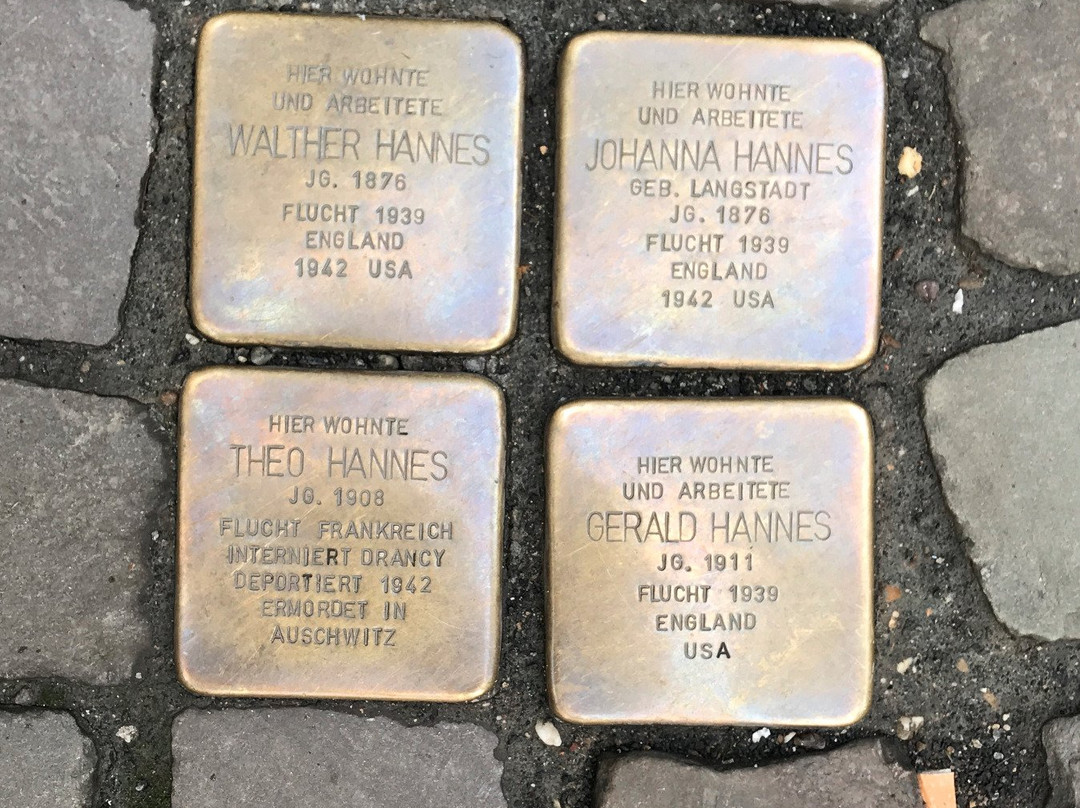 HIER WOHNTE
UND ARBEITETE
WALTHER HANNES
JG. 1876
FLUCHT 1939
ENGLAND
1942 USA
HIER WOHNTE
UND ARBEITETE
JOHANNA HANNES
GEB. LANGSTADT
JG. 1876
FLUCHT 1939
ENGLAND
1942 USA
HIER WOHNTE
THEO HANNES
JG. 1908
FLUCHT FRANKREICH
INTERNIERT DRANCY
DEPORTIERT 1942
ERMORDET IN
AUSCHWITZ
HIER WOHNTE
UND ARBEITETE
GERALD HANNES
JG. 1911
FLUCHT 1939
ENGLAND
USA